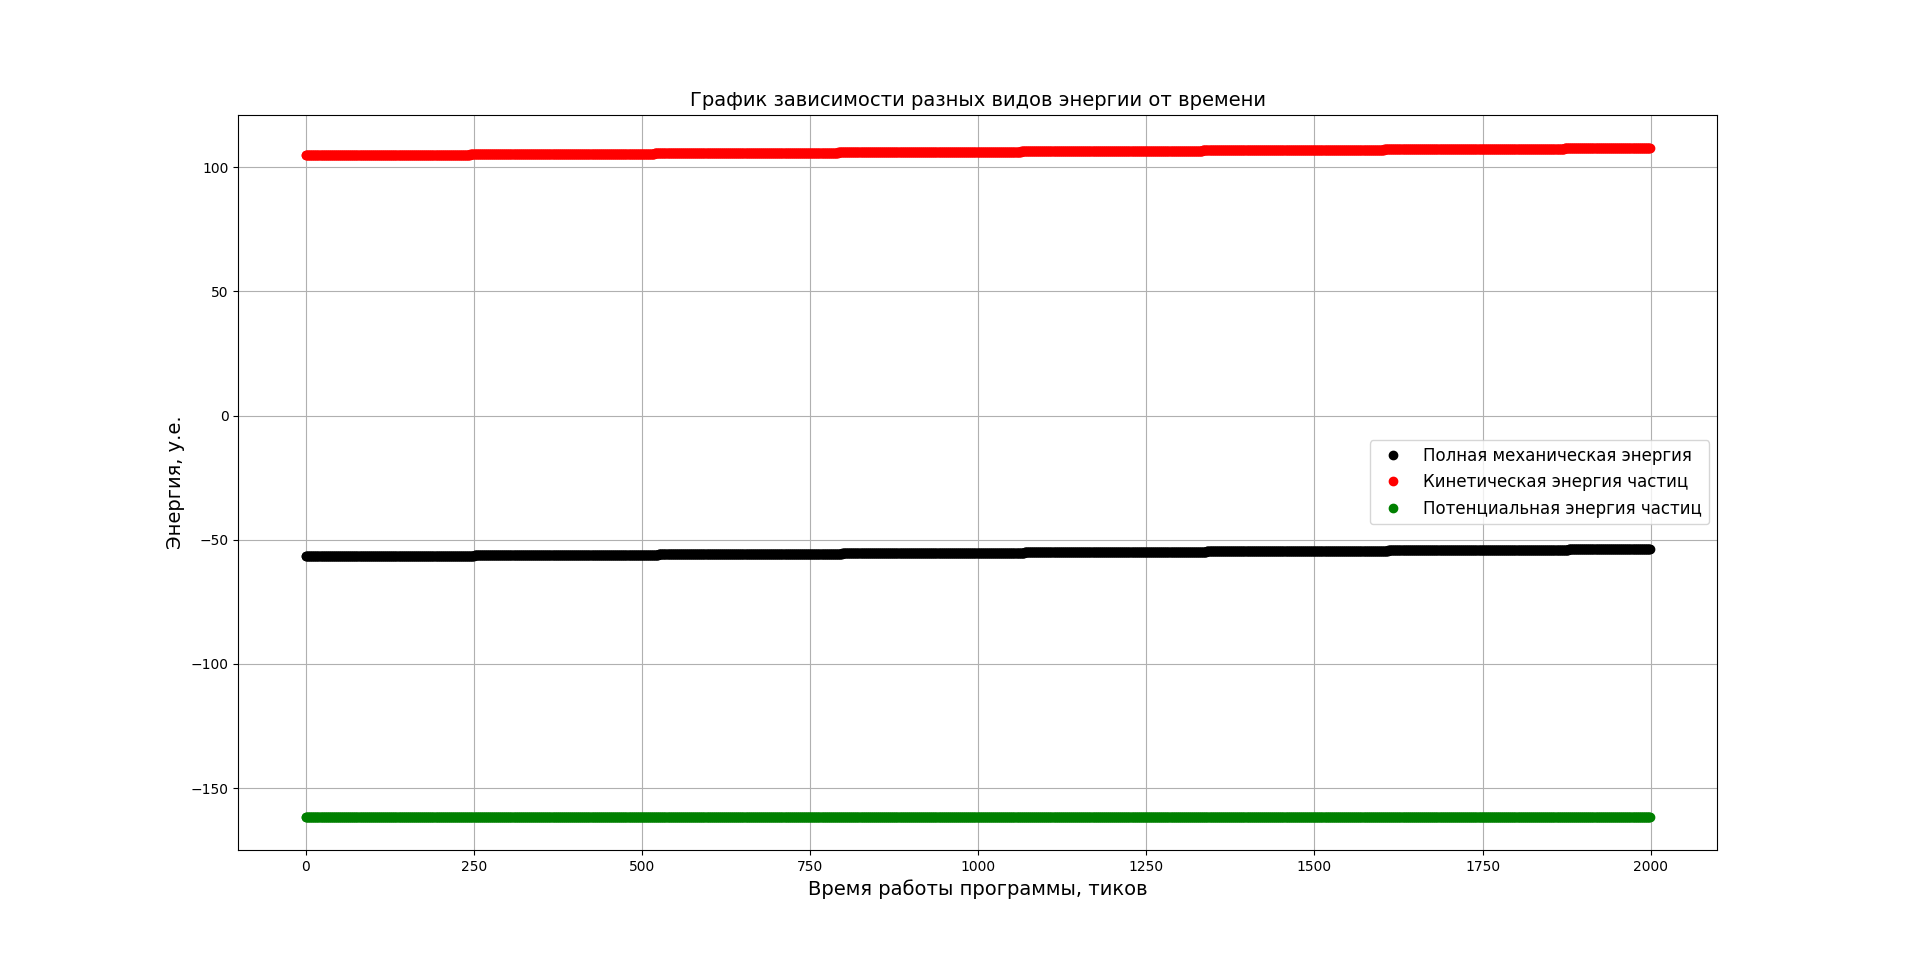 График зависимости разных видов энергии от времени
100
50
0
−50
−100
−150
Энергия, у.е.
Полная механическая энергия
Кинетическая энергия частиц
Потенциальная энергия частиц
0 250 500 750 1000 1250 1500 1750 2000
Время работы программы, тиков